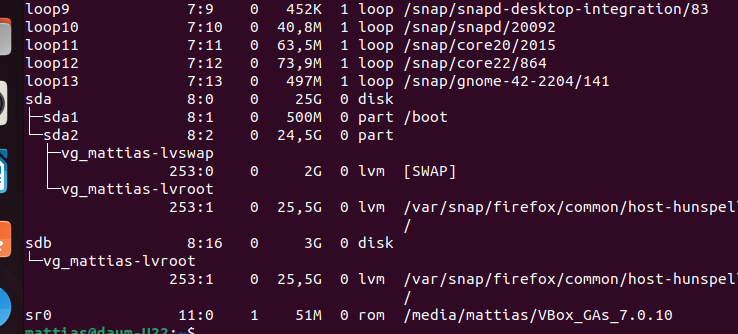 loop9 7:9 0 452K 1 loop /snap/snapd-desktop-integration/83
loop10 7:10 0 40,8M 1 loop /snap/snapd/20092
loop11 7:11 0 63,5M 1 loop /snap/core20/2015
loop12 7:12 0 73,9M 1 loop /snap/core22/864
loop13 7:13 0 497M 1 loop /snap/gnome-42-2204/141
sda 8:0 0 25G 0 disk
├─sda1 8:1 0 500M 0 part /boot
└─sda2 8:2 0 24,5G 0 part
├─vg_mattias-lvswap
253:0 0 2G 0 lvm [SWAP]
└─vg_mattias-lvroot
253:1 0 25,5G 0 lvm /var/snap/firefox/common/host-hunspell
/
sdb 8:16 0 3G 0 disk
└─vg_mattias-lvroot
253:1 0 25,5G 0 lvm /var/snap/firefox/common/host-hunspell
/
sr0 11:0 1 51M 0 rom /media/mattias/VBox_GAs_7.0.10
mattias@daum-U22:~$